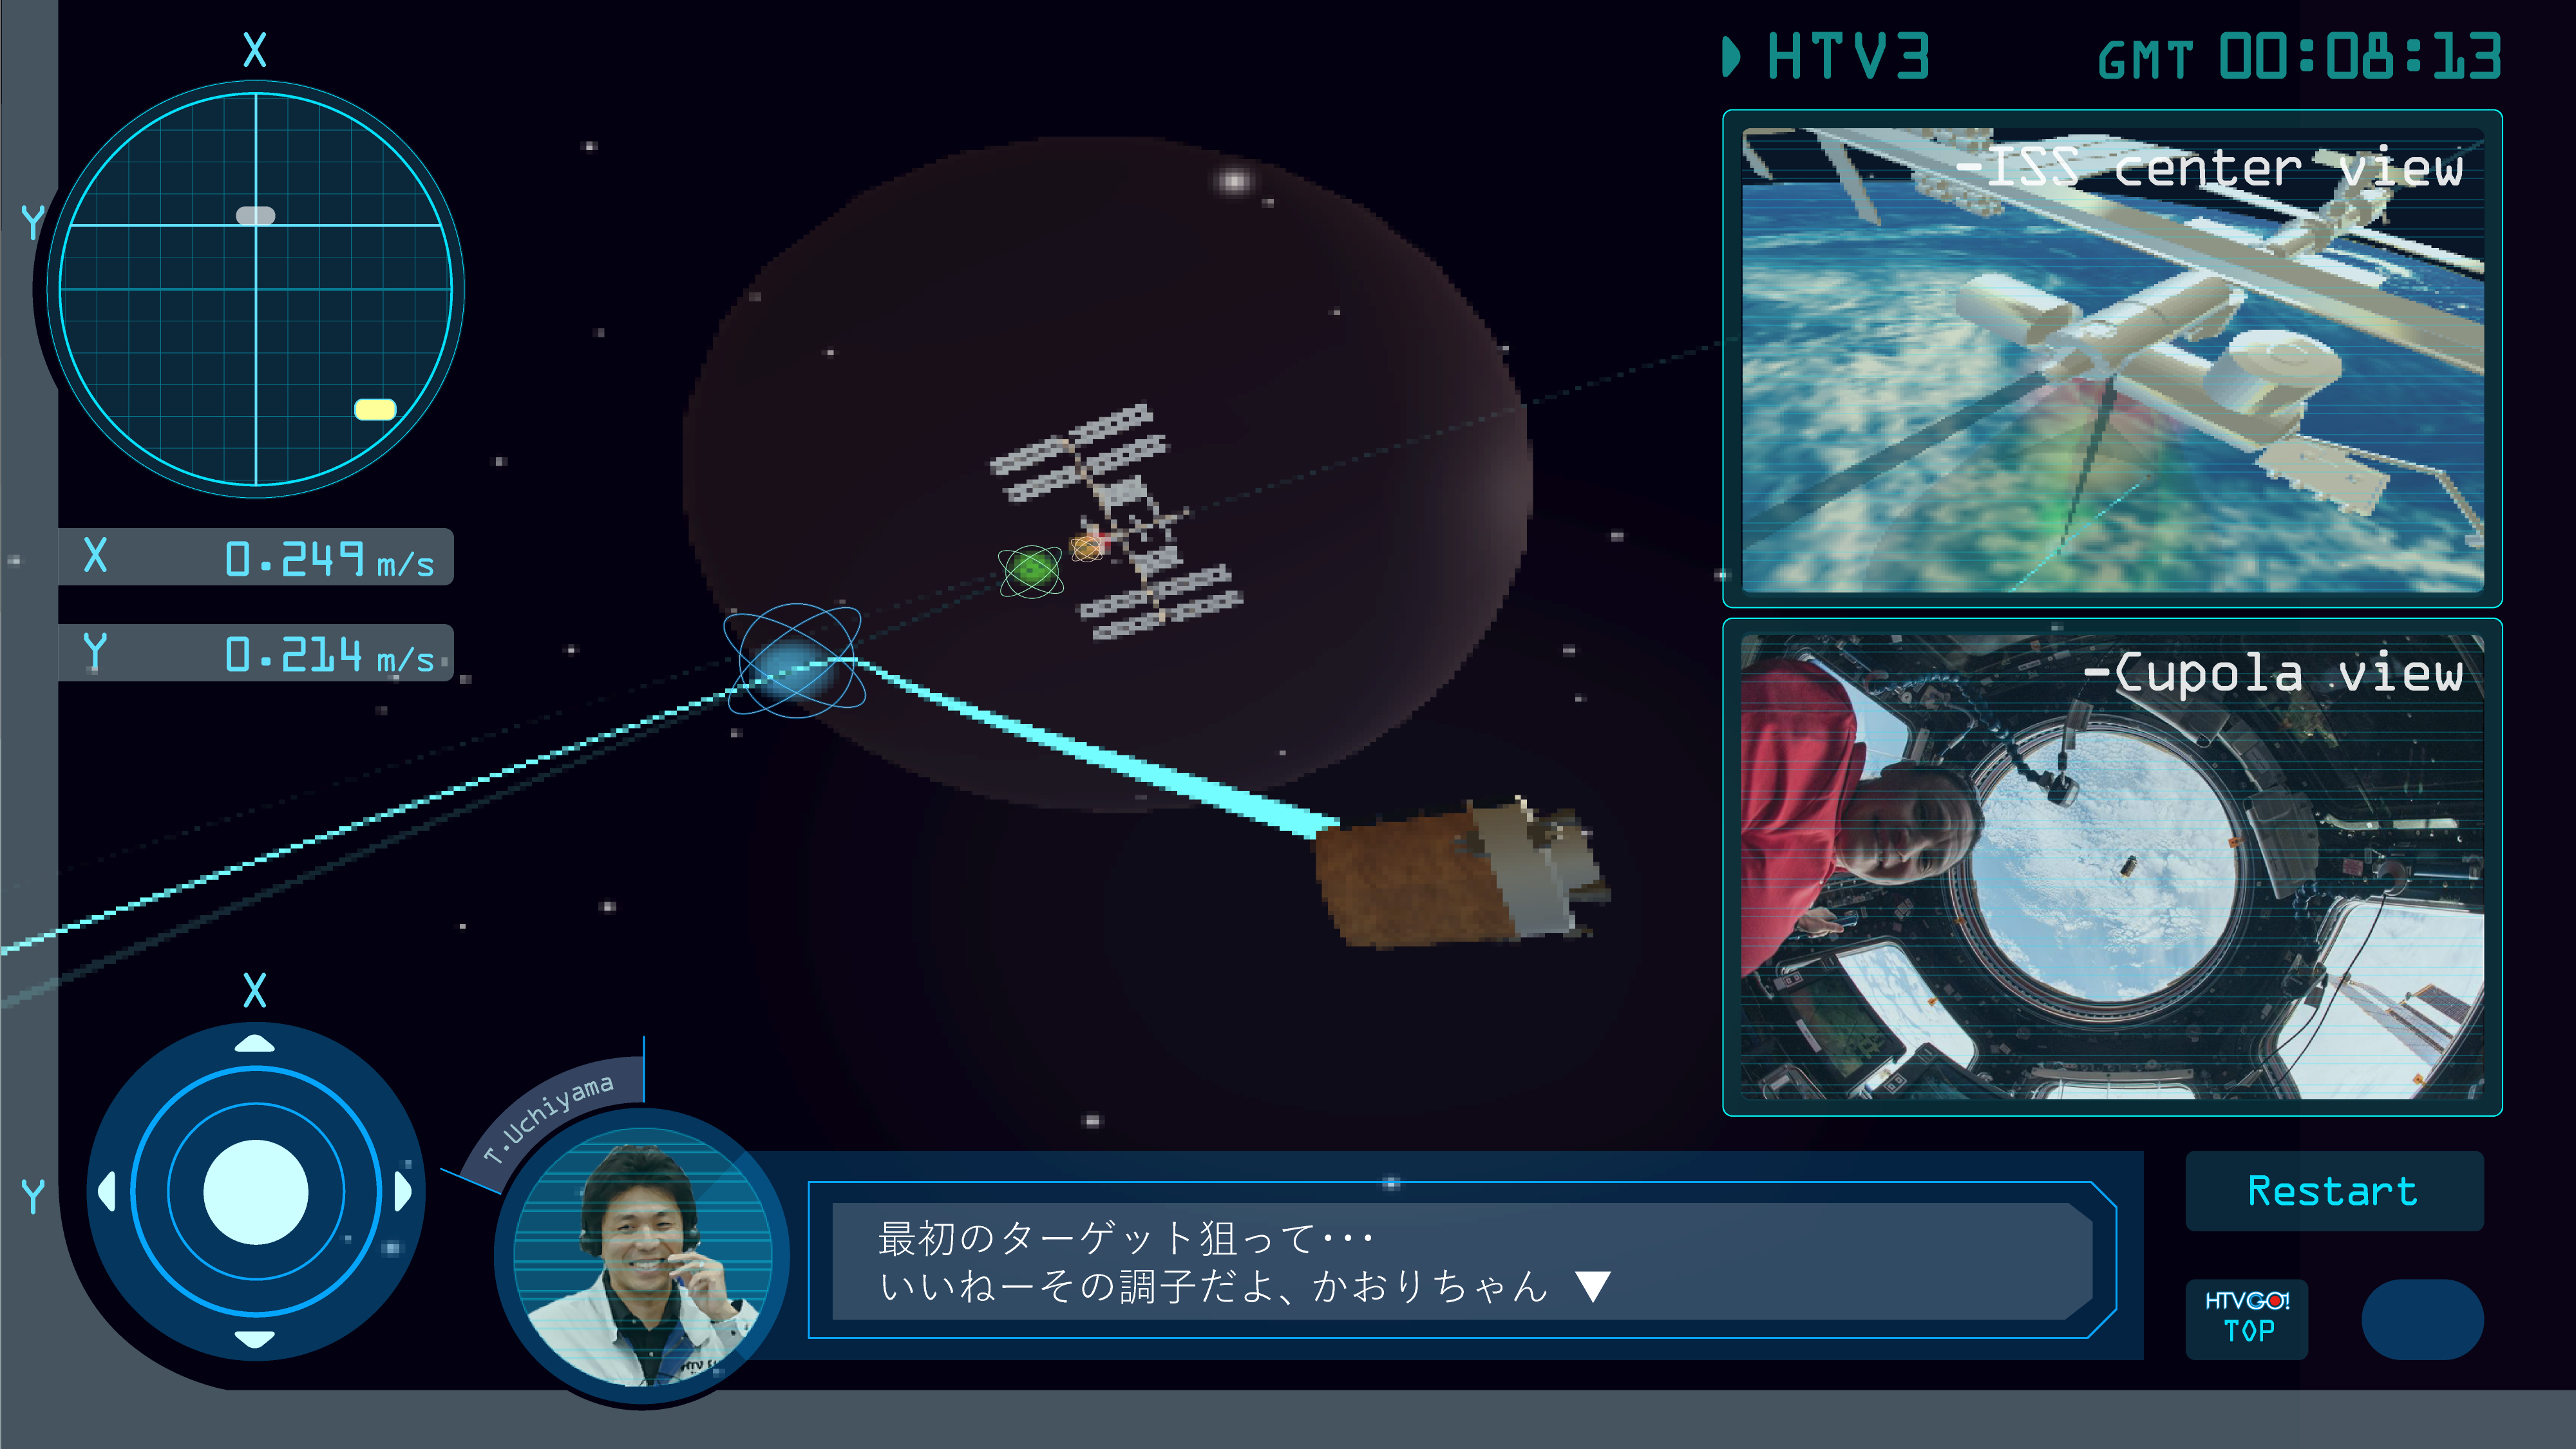 X
Y
X 0.249 m/s
Y 0.214 m/s
HTV3 GMT 00:08:13
-ISS center view
-Cupola view
X
Y
T.Uchiyama
最初のターゲット狙って･･･
いいねーその調子だよ、かおりちゃん ▼
Restart
HTVGO!
TOP